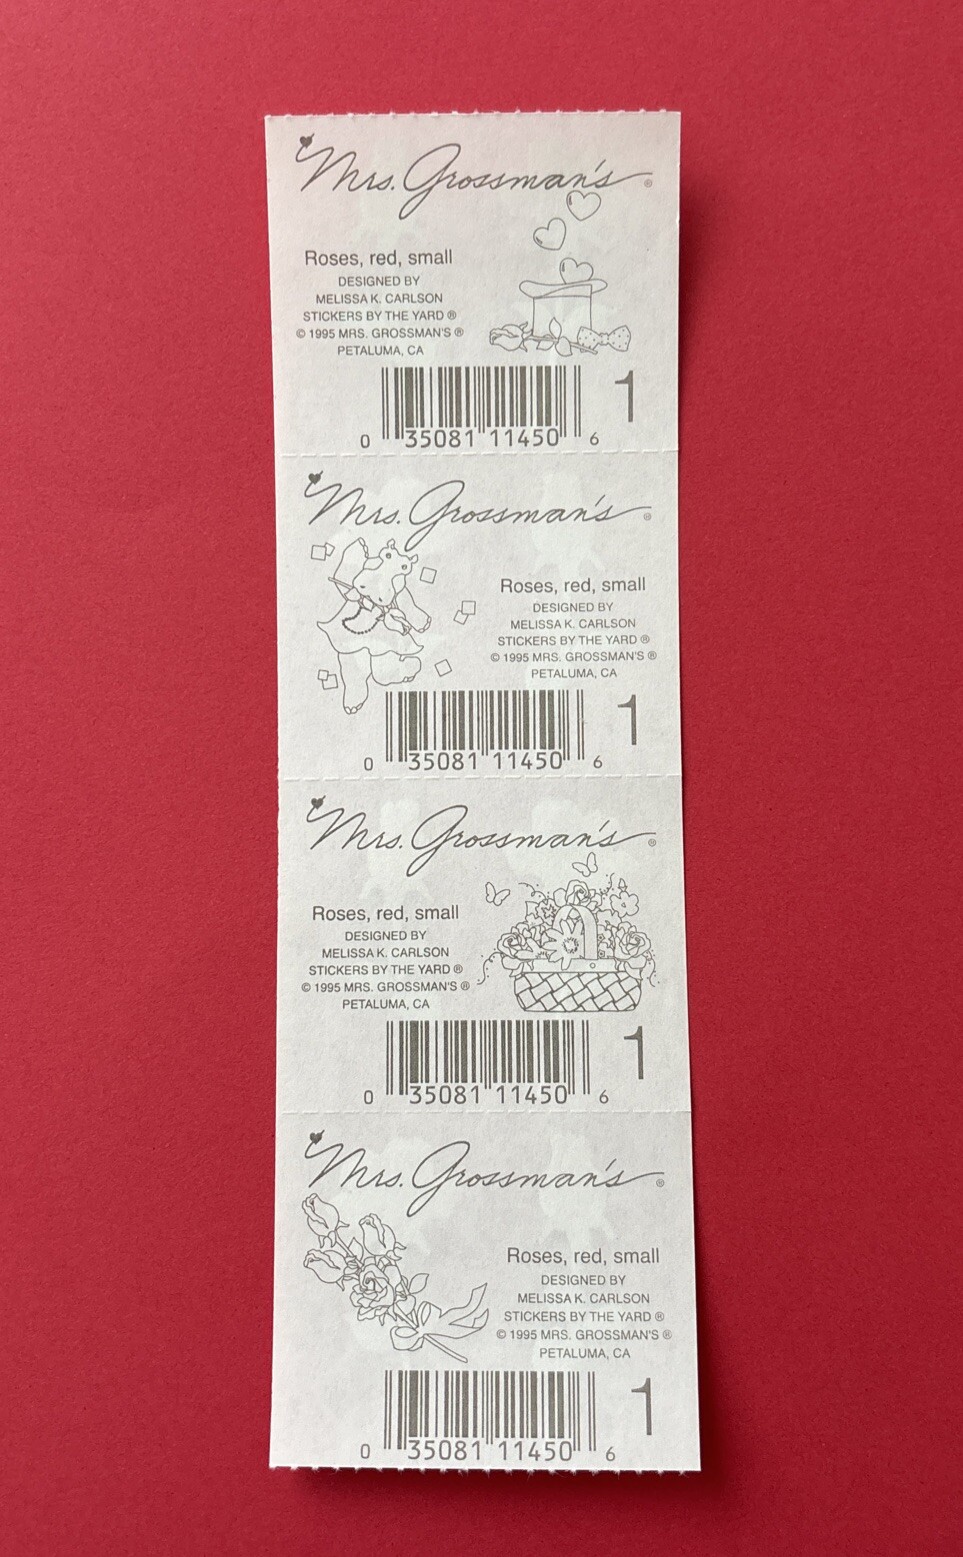 Mrs. Grossman's ®
Roses, red, small
DESIGNED BY
MELISSA K. CARLSON
STICKERS BY THE YARD ®
© 1995 MRS. GROSSMAN'S ®
PETALUMA, CA
1
0 35081 11450 6
Mrs. Grossman's ®
Roses, red, small
DESIGNED BY
MELISSA K. CARLSON
STICKERS BY THE YARD ®
© 1995 MRS. GROSSMAN'S ®
PETALUMA, CA
1
0 35081 11450 6
Mrs. Grossman's ®
Roses, red, small
DESIGNED BY
MELISSA K. CARLSON
STICKERS BY THE YARD ®
© 1995 MRS. GROSSMAN'S ®
PETALUMA, CA
1
0 35081 11450 6
Mrs. Grossman's ®
Roses, red, small
DESIGNED BY
MELISSA K. CARLSON
STICKERS BY THE YARD ®
© 1995 MRS. GROSSMAN'S ®
PETALUMA, CA
1
0 35081 11450 6